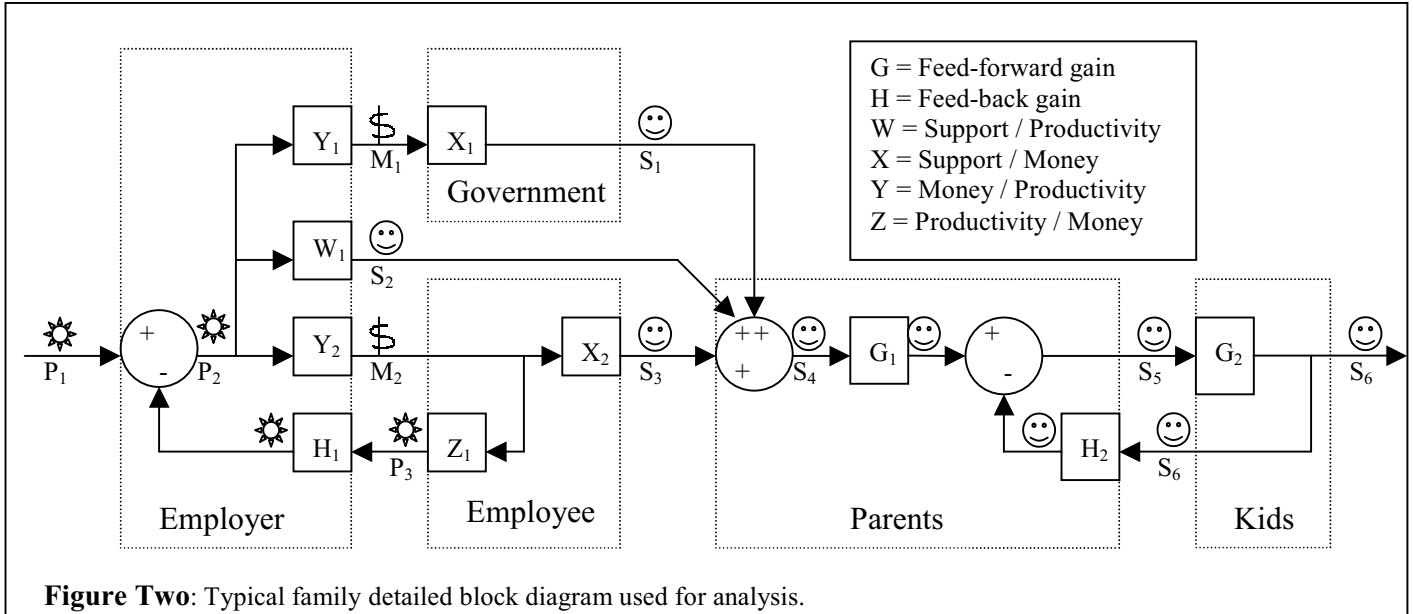 G = Feed-forward gain
H = Feed-back gain
W = Support / Productivity
X = Support / Money
Y = Money / Productivity
Z = Productivity / Money
Y₁
$
M₁
X₁
S₁
Government
W₁
S₂
P₁
+
-
P₂
Y₂
$
M₂
X₂
S₃
+ +
+
S₄
G₁
+
-
S₅
G₂
S₆
H₁
P₃
Z₁
H₂
S₆
Employer
Employee
Parents
Kids
Figure Two: Typical family detailed block diagram used for analysis.